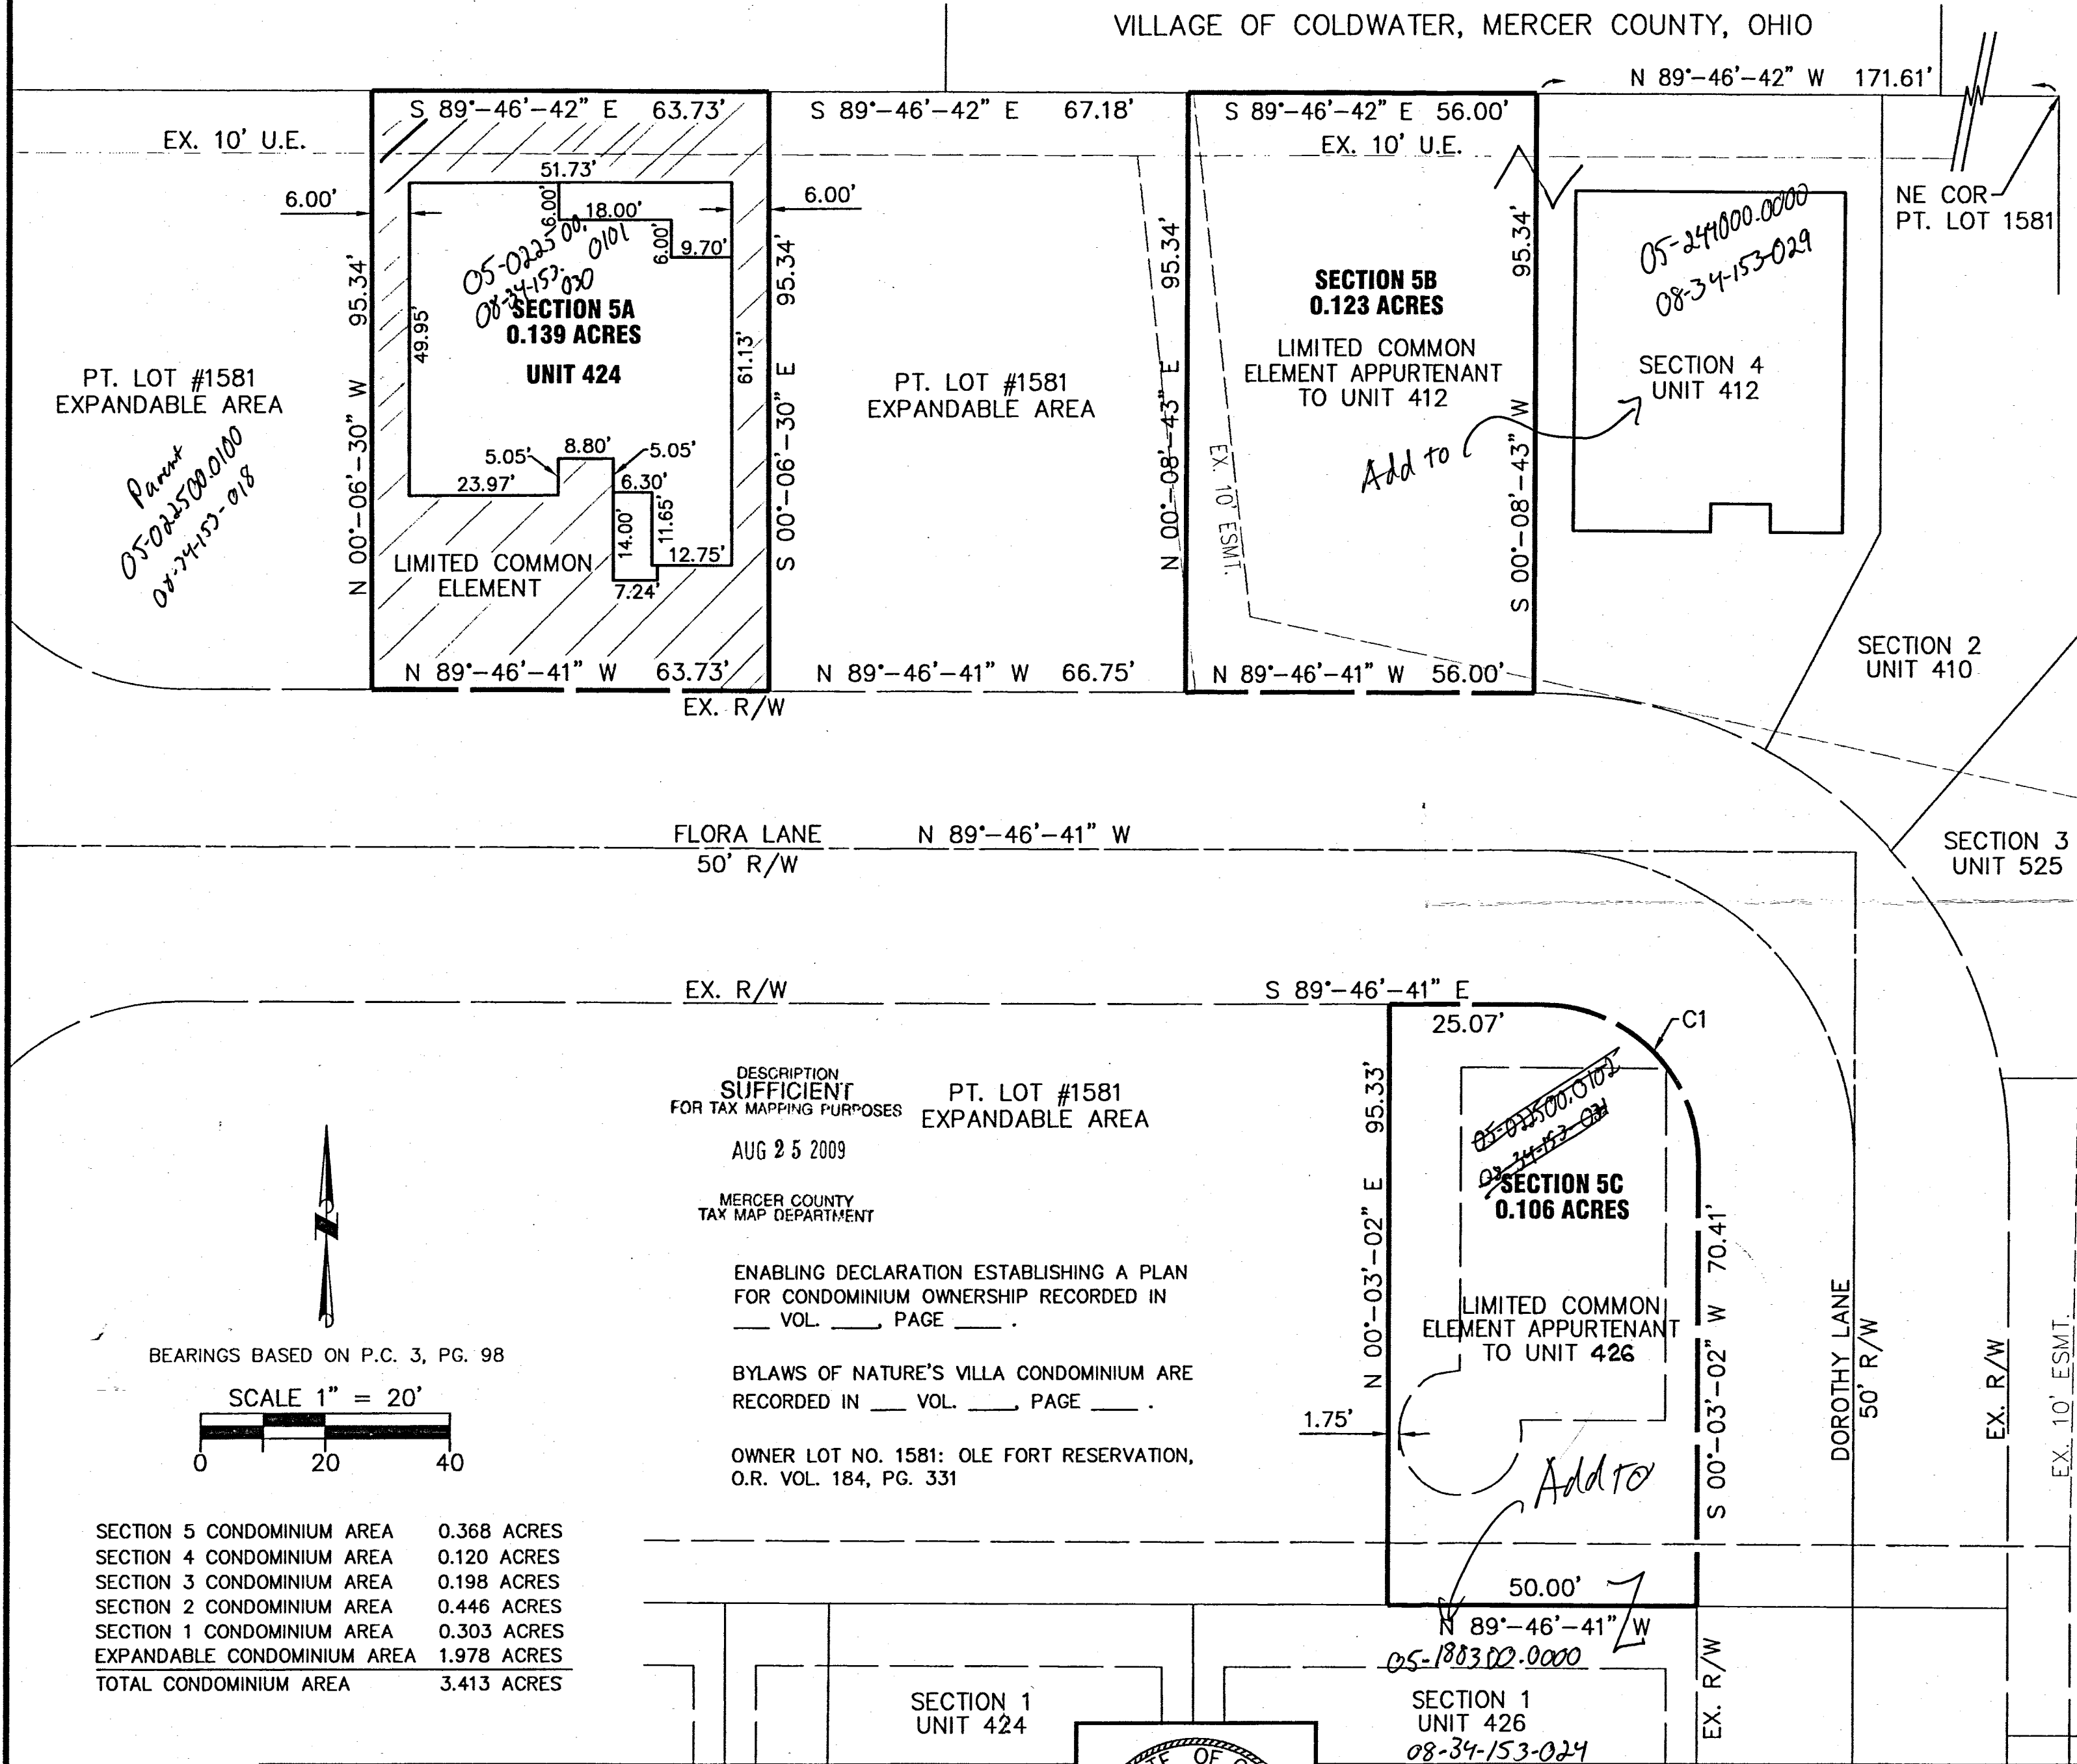 VILLAGE OF COLDWATER, MERCER COUNTY, OHIO
N 89°-46'-42" W 171.61'
S 89°-46'-42" E 63.73'
S 89°-46'-42" E 67.18'
S 89°-46'-42" E 56.00'
EX. 10' U.E.
EX. 10' U.E.
NE COR
PT. LOT 1581
6.00'
51.73'
6.00'
18.00'
6.00'
9.70'
6.00'
05-022500.
0101
08-34-153-
030
SECTION 5A
0.139 ACRES
UNIT 424
49.95'
61.13'
N 00°-06'-30" W 95.34'
S 00°-06'-30" E 95.34'
5.05'
8.80'
5.05'
23.97'
6.30'
14.00'
11.65'
12.75'
7.24'
LIMITED COMMON
ELEMENT
N 89°-46'-41" W 63.73'
EX. R/W
PT. LOT #1581
EXPANDABLE AREA
Parent
05-022500.0100
08-34-153-018
PT. LOT #1581
EXPANDABLE AREA
N 89°-46'-41" W 66.75'
N 00°-08'-43" E 95.34'
SECTION 5B
0.123 ACRES
LIMITED COMMON
ELEMENT APPURTENANT
TO UNIT 412
Add to
EX. 10' ESMT.
S 00°-08'-43" W 95.34'
N 89°-46'-41" W 56.00'
05-244000.0000
08-34-153-029
SECTION 4
UNIT 412
SECTION 2
UNIT 410
SECTION 3
UNIT 525
FLORA LANE N 89°-46'-41" W
50' R/W
EX. R/W
S 89°-46'-41" E
25.07'
C1
DESCRIPTION
SUFFICIENT
FOR TAX MAPPING PURPOSES
AUG 25 2009
MERCER COUNTY
TAX MAP DEPARTMENT
PT. LOT #1581
EXPANDABLE AREA
N 00°-03'-02" E 95.33'
05-022500.0102
08-34-153-031
SECTION 5C
0.106 ACRES
LIMITED COMMON
ELEMENT APPURTENANT
TO UNIT 426
1.75'
S 00°-03'-02" W 70.41'
DOROTHY LANE
50' R/W
EX. R/W
EX. 10' ESMT.
ENABLING DECLARATION ESTABLISHING A PLAN
FOR CONDOMINIUM OWNERSHIP RECORDED IN
___ VOL. ____, PAGE ____ .
BYLAWS OF NATURE'S VILLA CONDOMINIUM ARE
RECORDED IN ___ VOL. ____, PAGE ____ .
OWNER LOT NO. 1581: OLE FORT RESERVATION,
O.R. VOL. 184, PG. 331
N
BEARINGS BASED ON P.C. 3, PG. 98
SCALE 1" = 20'
0 20 40
SECTION 5 CONDOMINIUM AREA 0.368 ACRES
SECTION 4 CONDOMINIUM AREA 0.120 ACRES
SECTION 3 CONDOMINIUM AREA 0.198 ACRES
SECTION 2 CONDOMINIUM AREA 0.446 ACRES
SECTION 1 CONDOMINIUM AREA 0.303 ACRES
EXPANDABLE CONDOMINIUM AREA 1.978 ACRES
TOTAL CONDOMINIUM AREA 3.413 ACRES
Add to
50.00'
N 89°-46'-41" W
05-188300.0000
SECTION 1
UNIT 424
SECTION 1
UNIT 426
08-34-153-024
EX. R/W
OF